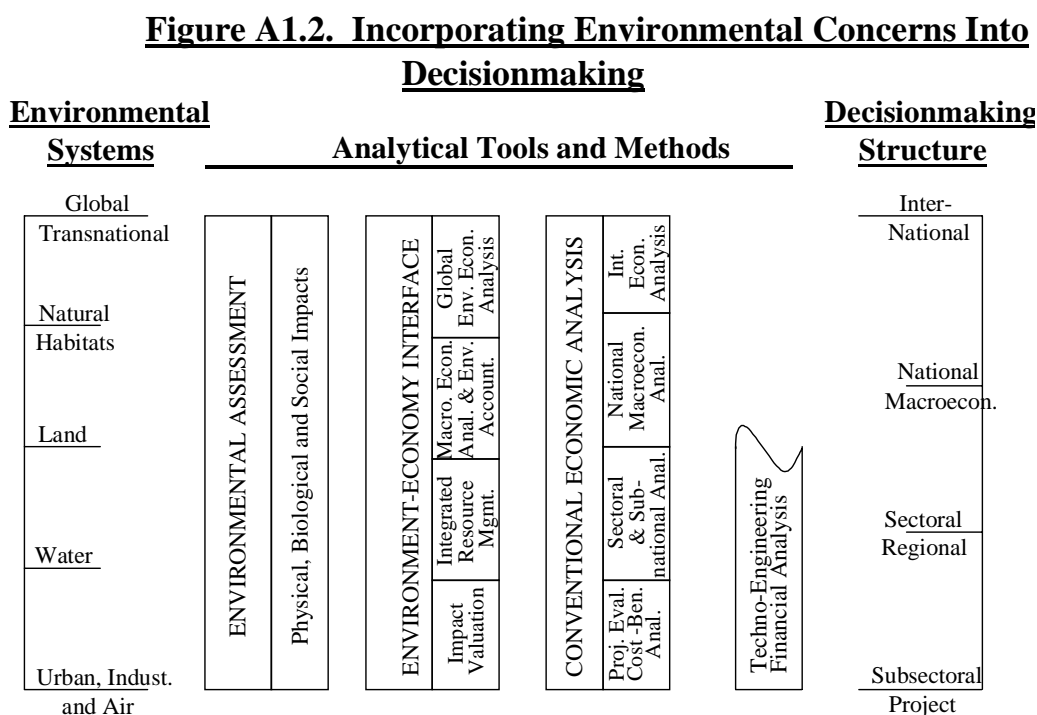 Figure A1.2. Incorporating Environmental Concerns Into
Decisionmaking
Environmental
Systems
Analytical Tools and Methods
Decisionmaking
Structure
Global
Transnational
Natural
Habitats
Land
Water
Urban, Indust.
and Air
ENVIRONMENTAL ASSESSMENT
Physical, Biological and Social Impacts
ENVIRONMENT-ECONOMY INTERFACE
Global
Env. Econ.
Analysis
Macro. Econ.
Anal. & Env.
Account.
Integrated
Resource
Mgmt.
Impact
Valuation
CONVENTIONAL ECONOMIC ANALYSIS
Int.
Econ.
Analysis
National
Macroecon.
Anal.
Sectoral
& Sub-
national Anal.
Proj. Eval.
Cost -Ben.
Anal.
Techno-Engineering
Financial Analysis
Inter-
National
National
Macroecon.
Sectoral
Regional
Subsectoral
Project